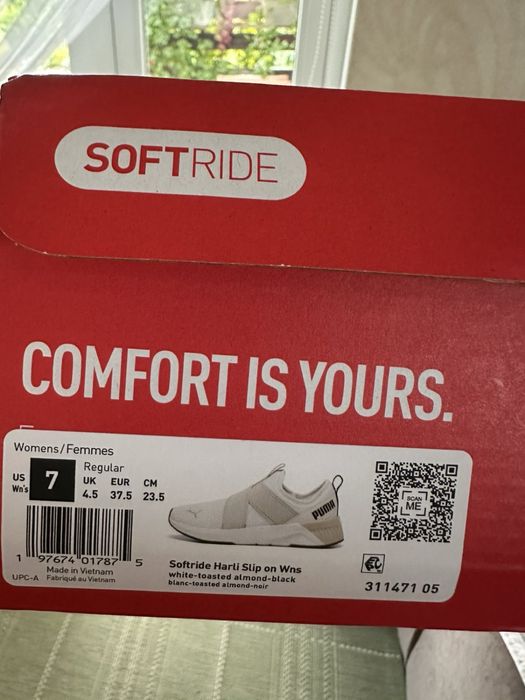 SOFTRIDE
COMFORT IS YOURS.
Womens/Femmes
Regular
US UK EUR CM
Wn's 7 4.5 37.5 23.5
PUMA
SCAN
ME
1 97674 01787 5
Made in Vietnam
UPC-A Fabriqué au Vietnam
Softride Harli Slip on Wns
white-toasted almond-black
blanc-toasted almond-noir
311471 05